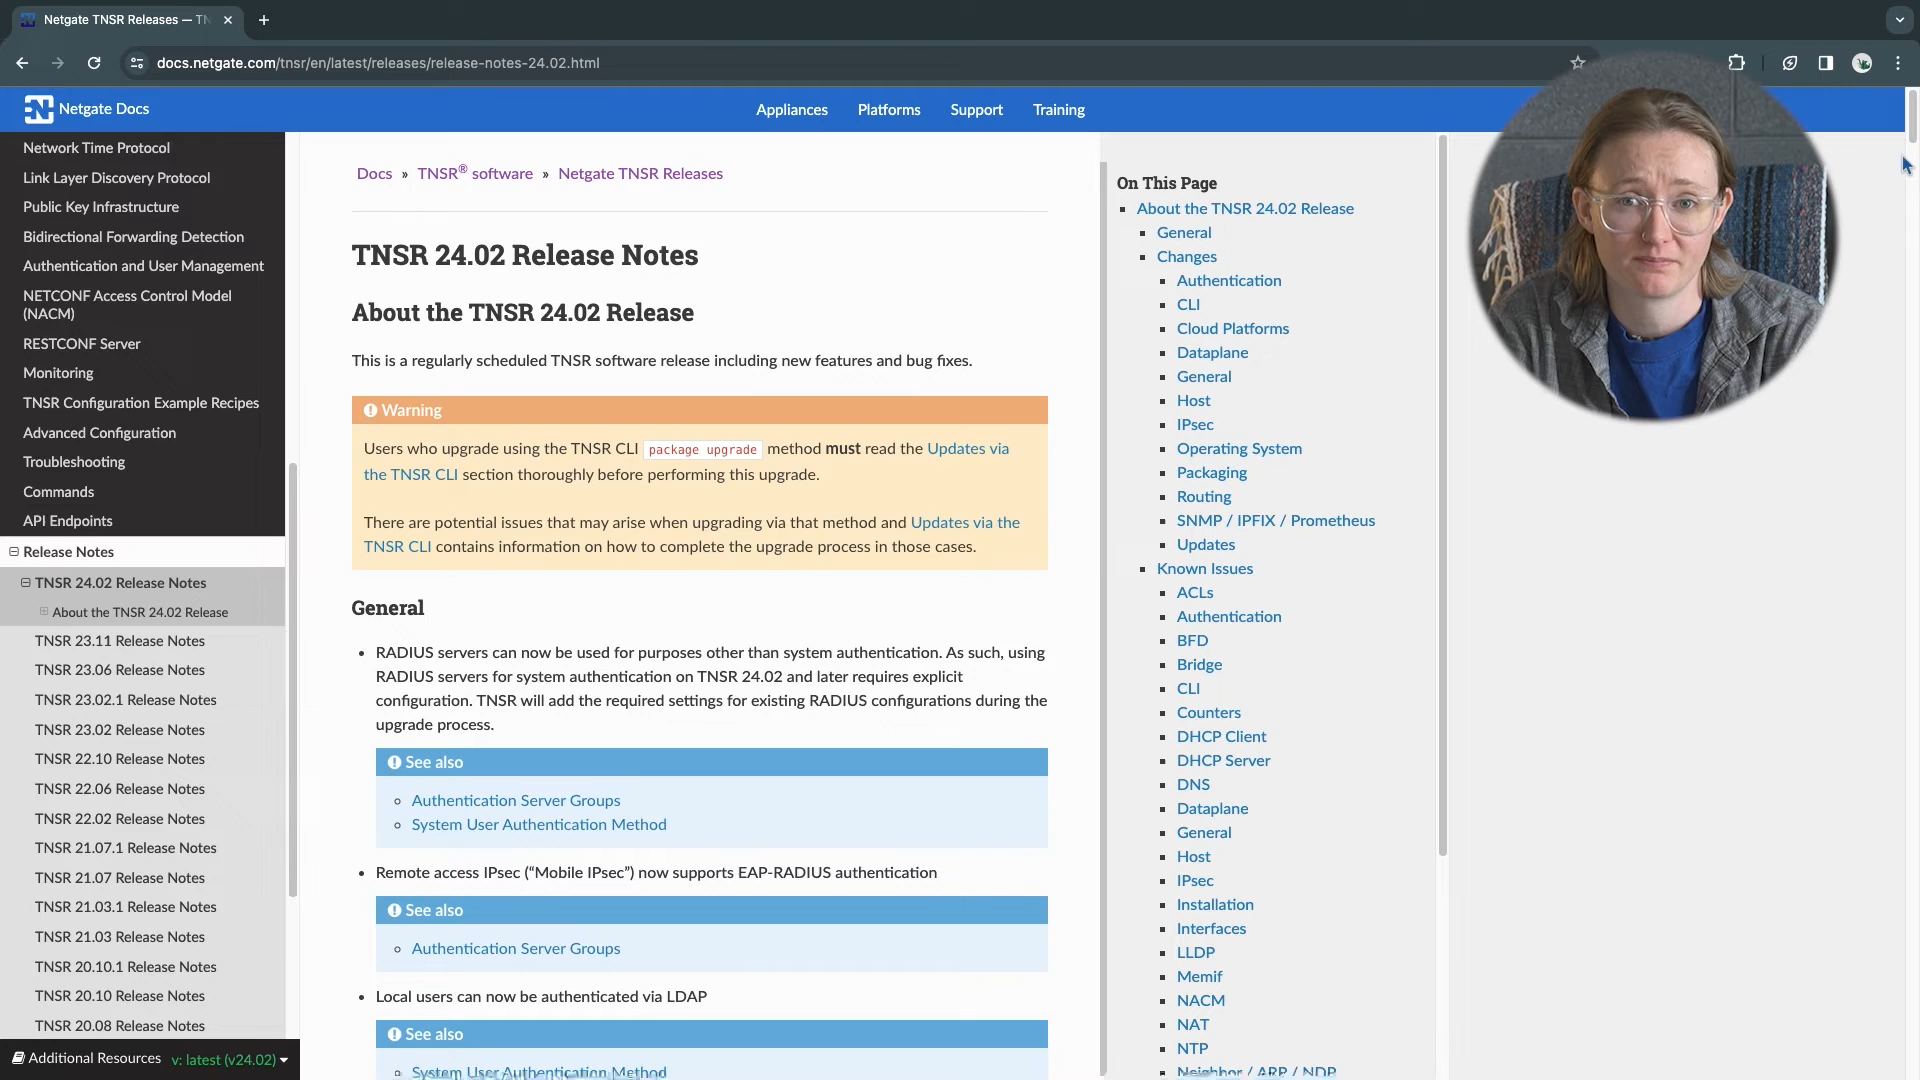 Netgate TNSR Releases — TN
docs.netgate.com/tnsr/en/latest/releases/release-notes-24.02.html
Netgate Docs
Appliances
Platforms
Support
Training
Network Time Protocol
Link Layer Discovery Protocol
Public Key Infrastructure
Bidirectional Forwarding Detection
Authentication and User Management
NETCONF Access Control Model
(NACM)
RESTCONF Server
Monitoring
TNSR Configuration Example Recipes
Advanced Configuration
Troubleshooting
Commands
API Endpoints
Release Notes
TNSR 24.02 Release Notes
About the TNSR 24.02 Release
TNSR 23.11 Release Notes
TNSR 23.06 Release Notes
TNSR 23.02.1 Release Notes
TNSR 23.02 Release Notes
TNSR 22.10 Release Notes
TNSR 22.06 Release Notes
TNSR 22.02 Release Notes
TNSR 21.07.1 Release Notes
TNSR 21.07 Release Notes
TNSR 21.03.1 Release Notes
TNSR 21.03 Release Notes
TNSR 20.10.1 Release Notes
TNSR 20.10 Release Notes
TNSR 20.08 Release Notes
Additional Resources v: latest (v24.02)
Docs » TNSR® software » Netgate TNSR Releases
TNSR 24.02 Release Notes
About the TNSR 24.02 Release
This is a regularly scheduled TNSR software release including new features and bug fixes.
Warning
Users who upgrade using the TNSR CLI package upgrade method must read the Updates via
the TNSR CLI section thoroughly before performing this upgrade.
There are potential issues that may arise when upgrading via that method and Updates via the
TNSR CLI contains information on how to complete the upgrade process in those cases.
General
• RADIUS servers can now be used for purposes other than system authentication. As such, using
RADIUS servers for system authentication on TNSR 24.02 and later requires explicit
configuration. TNSR will add the required settings for existing RADIUS configurations during the
upgrade process.
See also
Authentication Server Groups
System User Authentication Method
• Remote access IPsec (“Mobile IPsec”) now supports EAP-RADIUS authentication
See also
Authentication Server Groups
• Local users can now be authenticated via LDAP
See also
System User Authentication Method
On This Page
About the TNSR 24.02 Release
General
Changes
Authentication
CLI
Cloud Platforms
Dataplane
General
Host
IPsec
Operating System
Packaging
Routing
SNMP / IPFIX / Prometheus
Updates
Known Issues
ACLs
Authentication
BFD
Bridge
CLI
Counters
DHCP Client
DHCP Server
DNS
Dataplane
General
Host
IPsec
Installation
Interfaces
LLDP
Memif
NACM
NAT
NTP
Neighbor / ARP / NDP